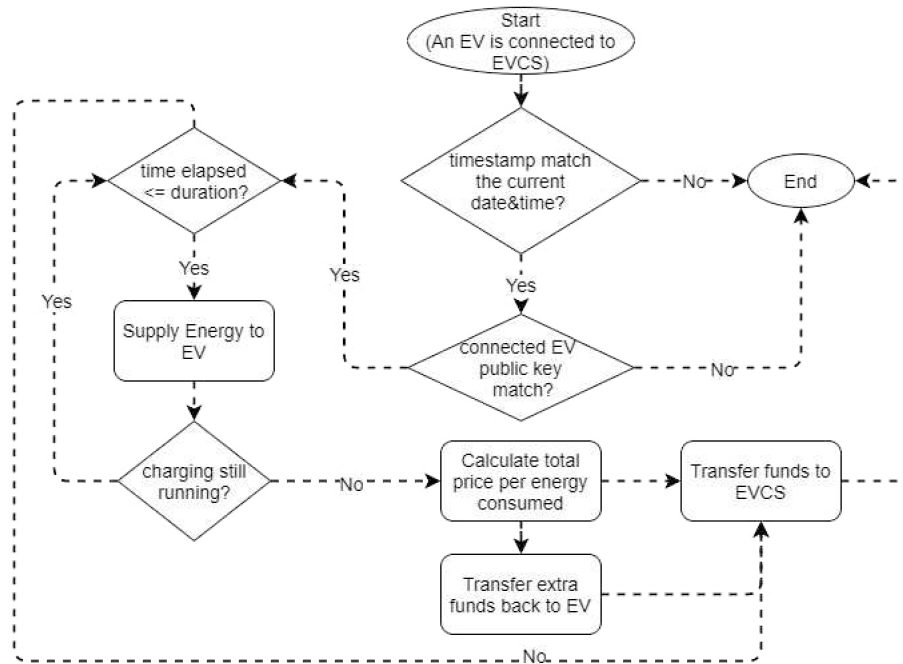 Start
(An EV is connected to
EVCS)
time elapsed
<= duration?
timestamp match
the current
date&time?
No
End
Yes
Yes
Yes
Yes
Supply Energy to
EV
connected EV
public key
match?
No
charging still
running?
No
Calculate total
price per energy
consumed
Transfer funds to
EVCS
Transfer extra
funds back to EV
No